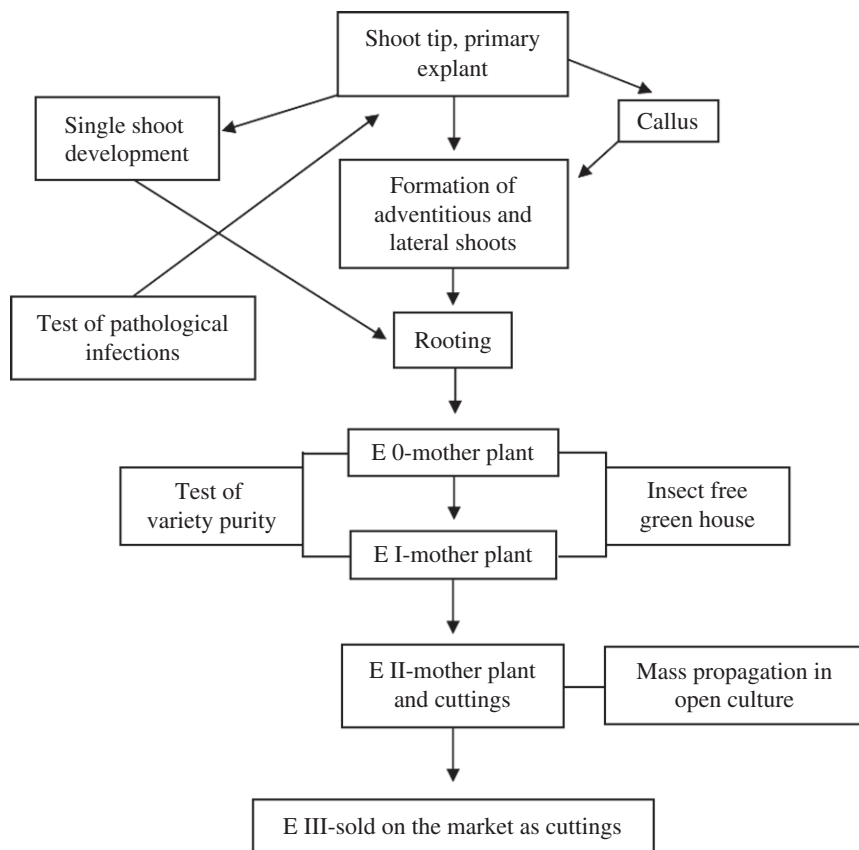 Shoot tip, primary
explant
Single shoot
development
Callus
Formation of
adventitious and
lateral shoots
Test of pathological
infections
Rooting
E 0-mother plant
Test of
variety purity
Insect free
green house
E I-mother plant
E II-mother plant
and cuttings
Mass propagation in
open culture
E III-sold on the market as cuttings